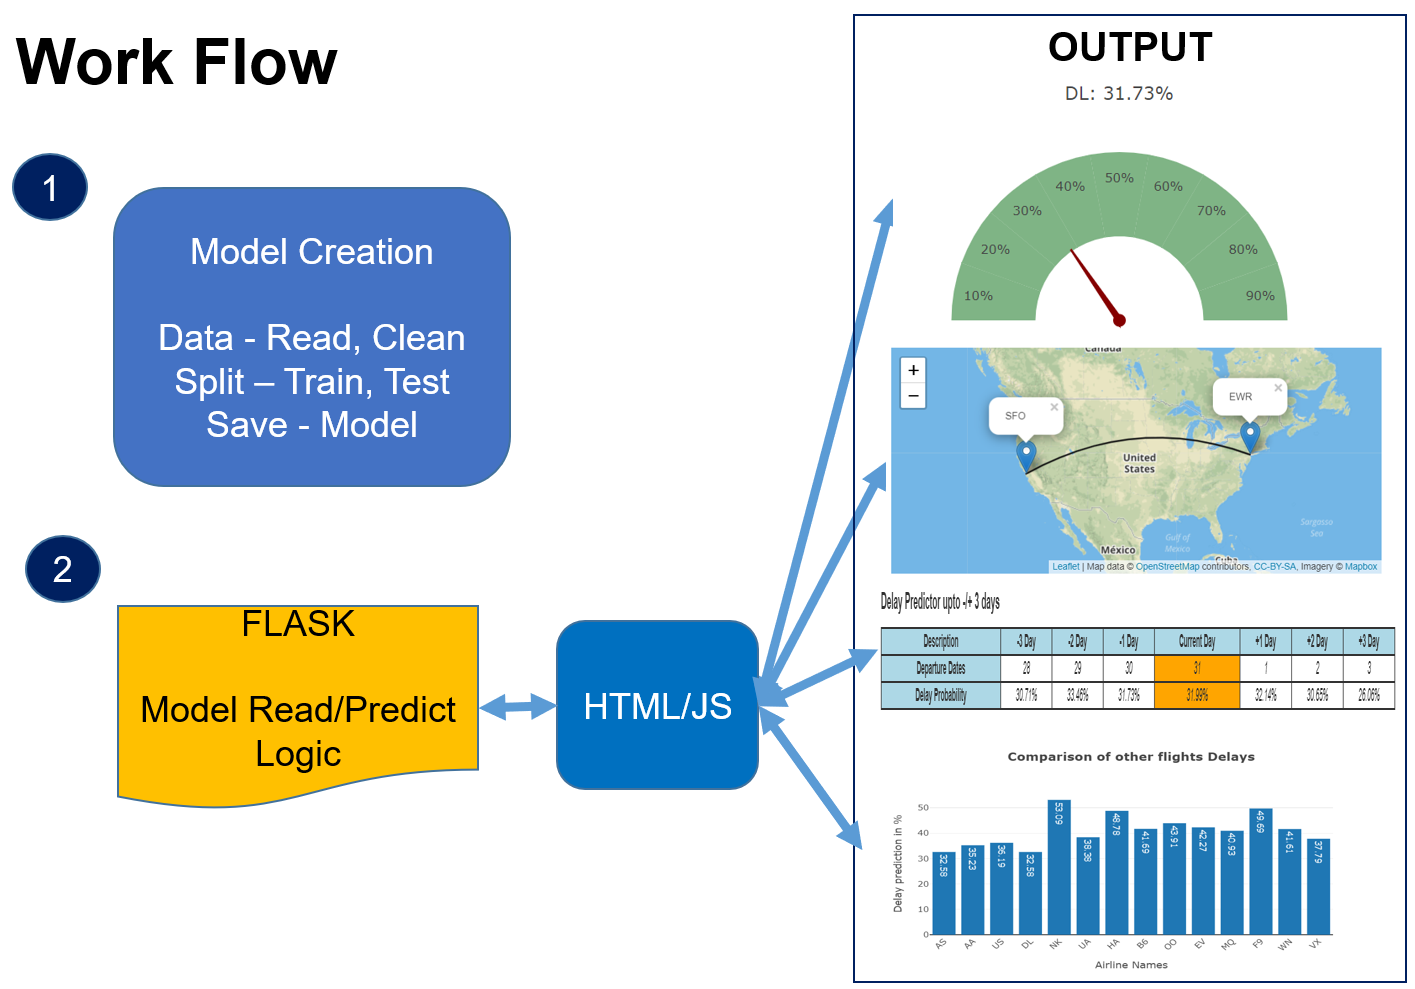 Work Flow
1
Model Creation
Data - Read, Clean
Split – Train, Test
Save - Model
2
FLASK
Model Read/Predict
Logic
HTML/JS
OUTPUT
DL: 31.73%
10%
20%
30%
40%
50%
60%
70%
80%
90%
+
−
Canada
SFO ×
EWR ×
United
States
México
Gulf of
Mexico
Cuba
Sargasso
Sea
Leaflet | Map data © OpenStreetMap contributors, CC-BY-SA, Imagery © Mapbox
Delay Predictor upto -/+ 3 days
Description -3 Day -2 Day -1 Day Current Day +1 Day +2 Day +3 Day
Departure Dates 28 29 30 31 1 2 3
Delay Probability 30.71% 33.46% 31.73% 31.99% 32.14% 30.65% 26.06%
Comparison of other flights Delays
Delay prediction in %
50
40
30
20
10
0
32.58 35.23 36.19 32.58 53.09 38.38 48.78 41.69 43.91 42.27 40.93 49.69 41.61 37.79
AS AA US DL NK UA HA B6 OO EV MQ F9 WN VX
Airline Names